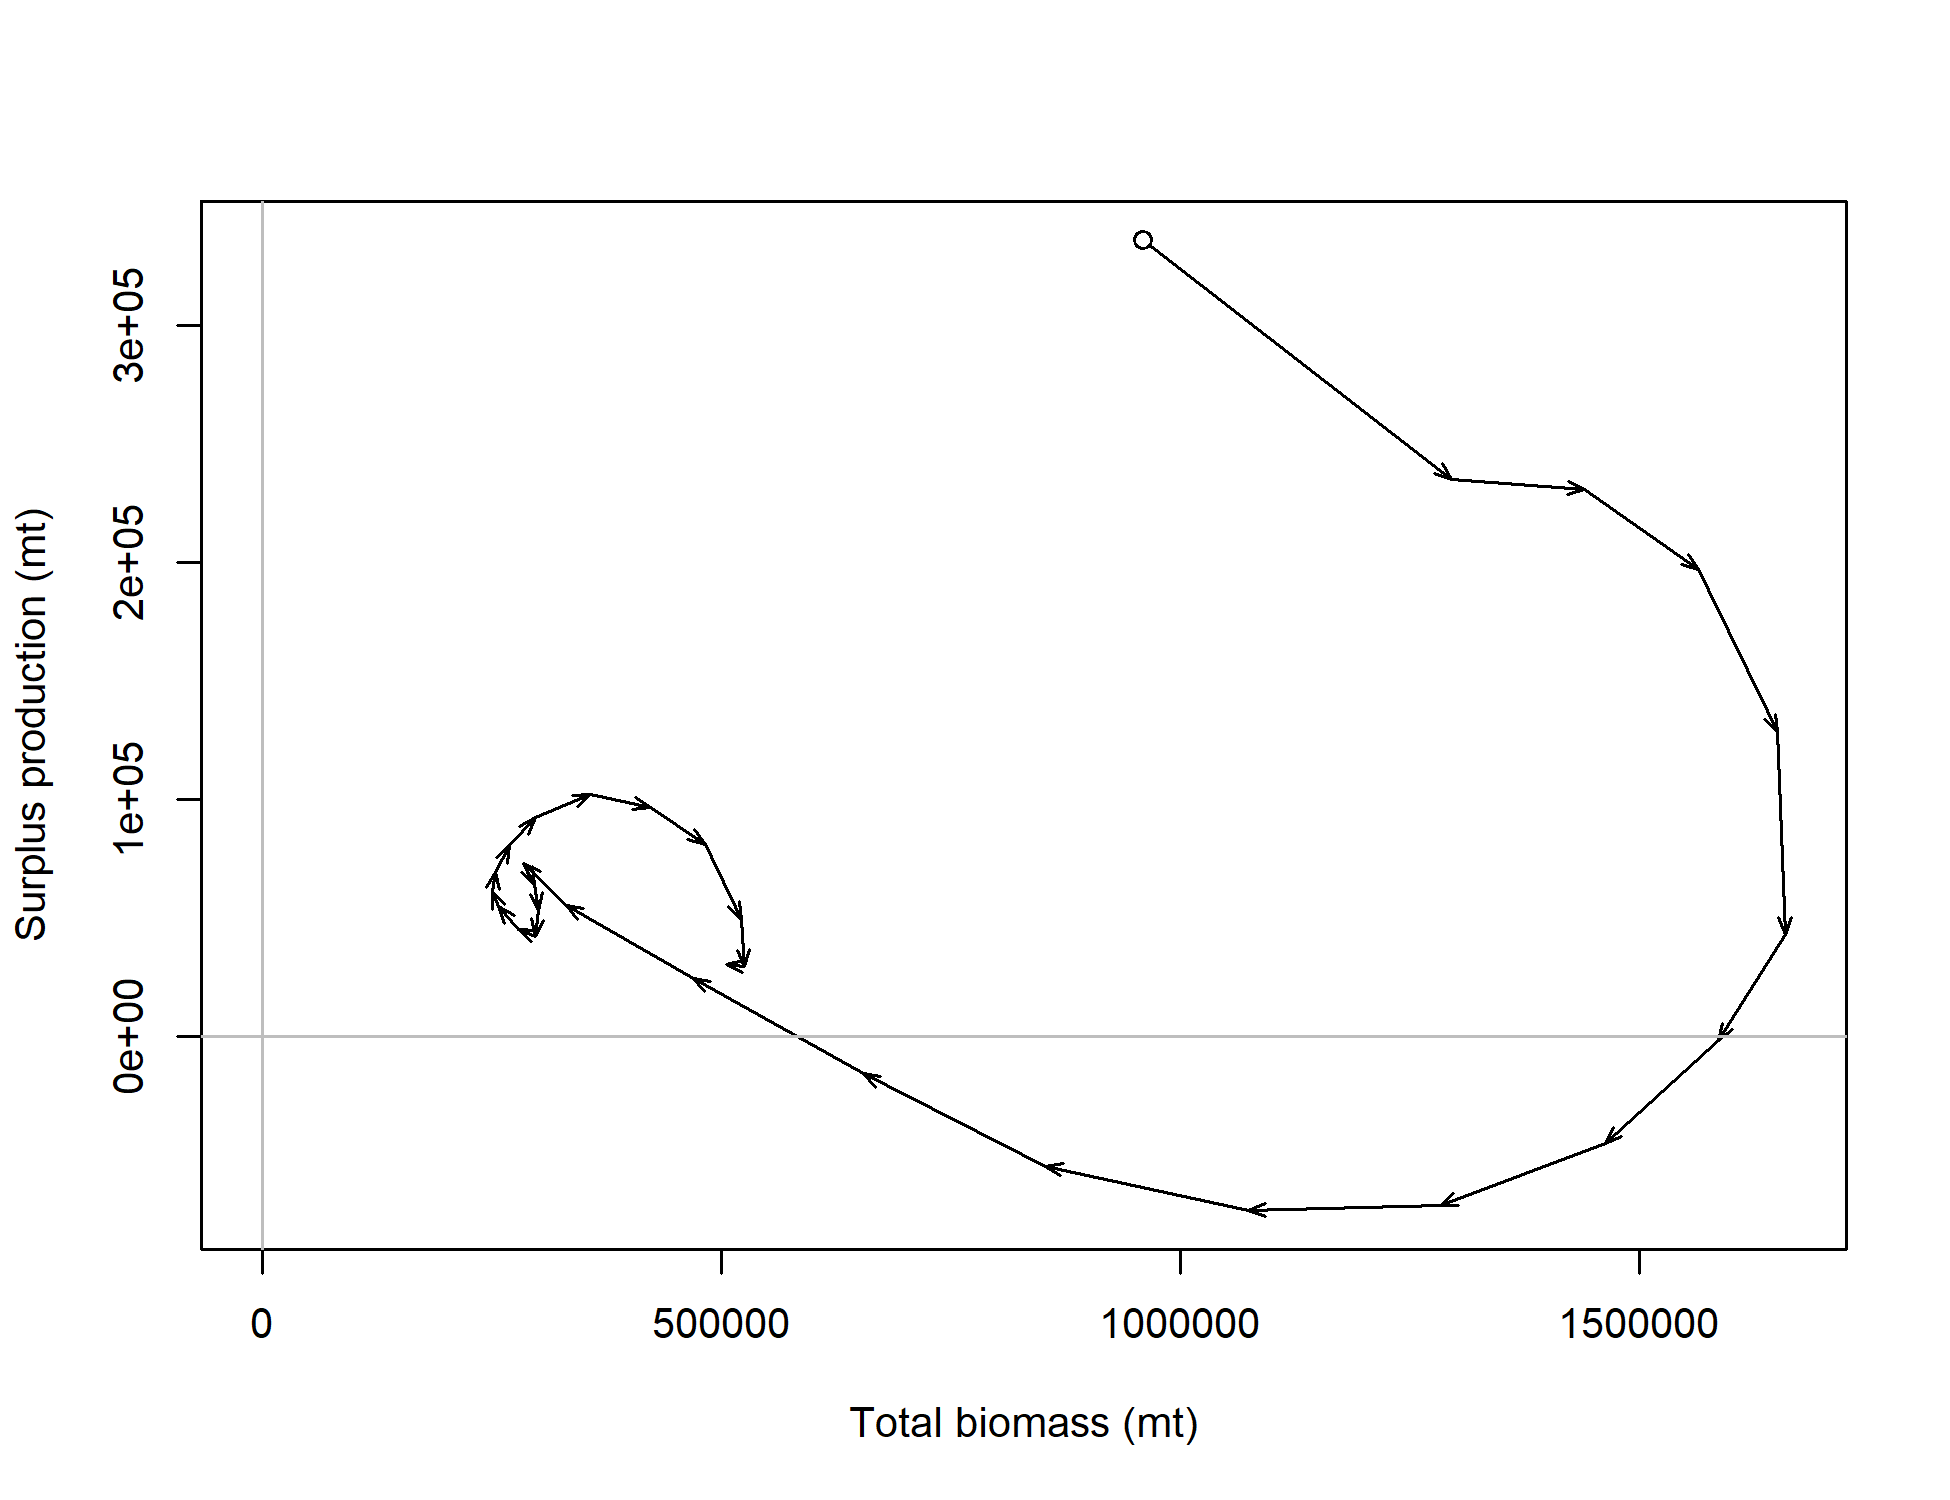 Surplus production (mt)
3e+05
2e+05
1e+05
0e+00
0 500000 1000000 1500000
Total biomass (mt)